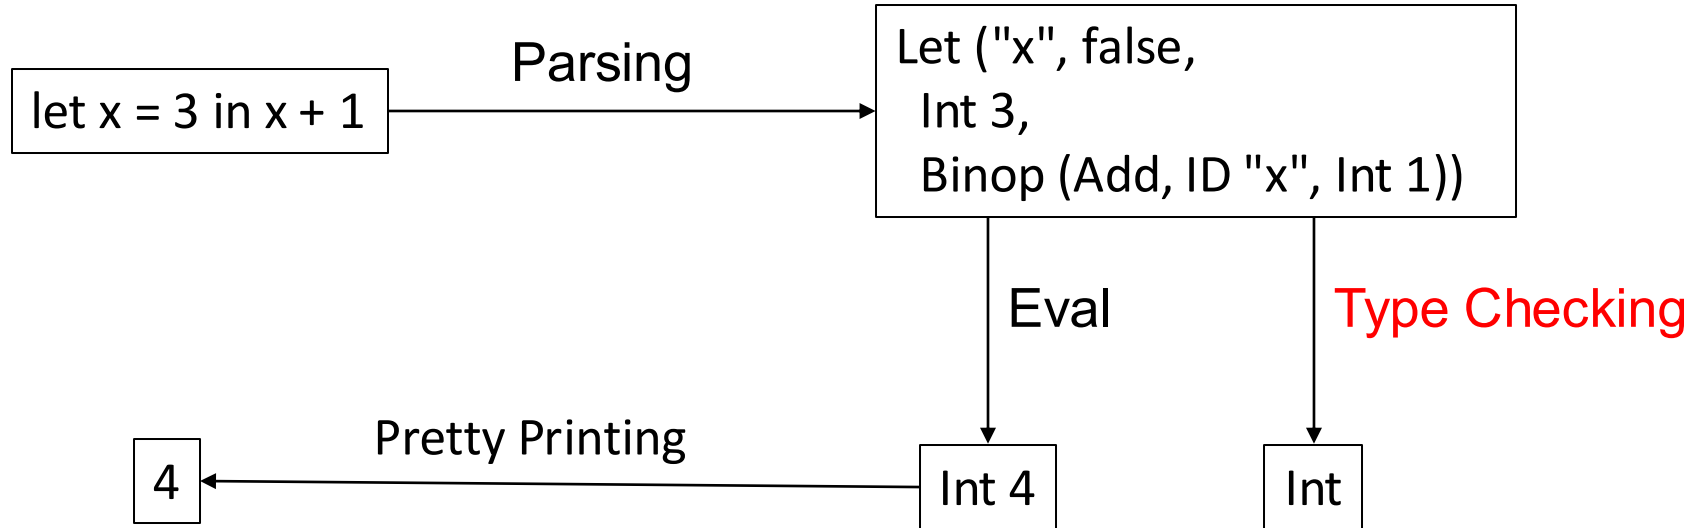 Parsing
let x = 3 in x + 1
Let ("x", false,
Int 3,
Binop (Add, ID "x", Int 1))
Eval
Type Checking
Pretty Printing
4
Int 4
Int